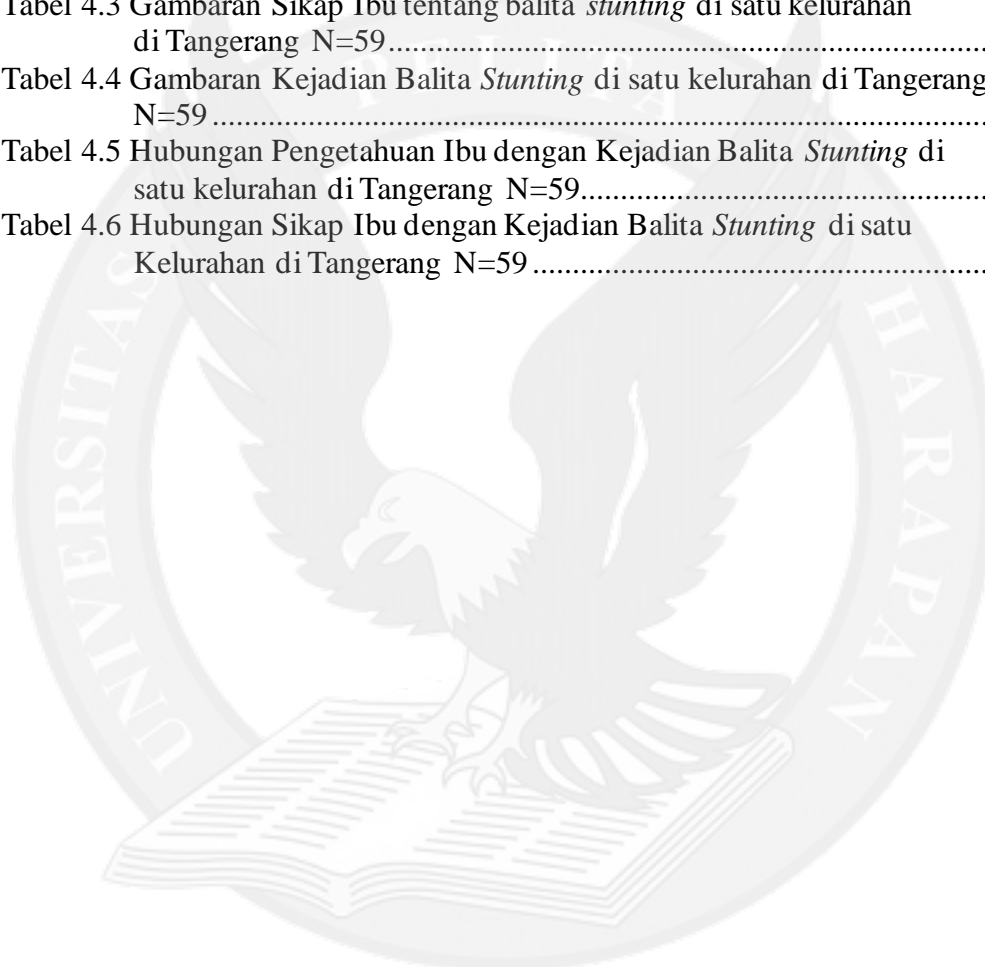 Tabel 4.3 Gambaran Sikap Ibu tentang balita stunting di satu kelurahan
di Tangerang N=59....................................................................................
Tabel 4.4 Gambaran Kejadian Balita Stunting di satu kelurahan di Tangerang
N=59..............................................................................................................
Tabel 4.5 Hubungan Pengetahuan Ibu dengan Kejadian Balita Stunting di
satu kelurahan di Tangerang N=59..........................................................
Tabel 4.6 Hubungan Sikap Ibu dengan Kejadian Balita Stunting di satu
Kelurahan di Tangerang N=59.................................................................
UNIVERSITAS PELITA HARAPAN